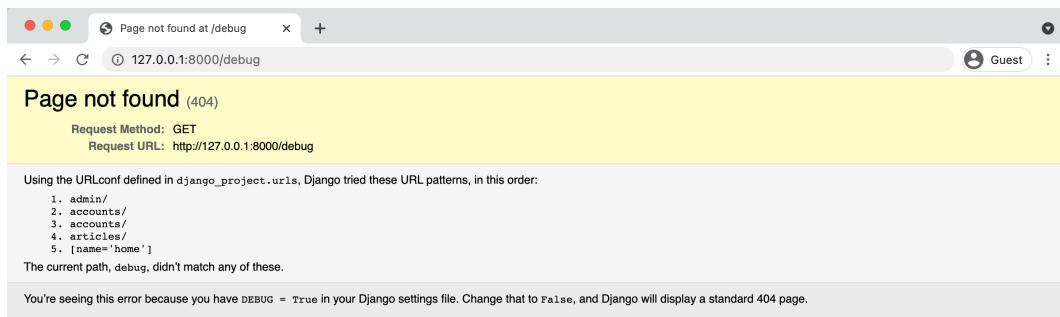 Page not found at /debug
127.0.0.1:8000/debug
Guest
Page not found (404)
Request Method: GET
Request URL: http://127.0.0.1:8000/debug
Using the URLconf defined in django_project.urls, Django tried these URL patterns, in this order:
1. admin/
2. accounts/
3. accounts/
4. articles/
5. [name='home']
The current path, debug, didn’t match any of these.
You’re seeing this error because you have DEBUG = True in your Django settings file. Change that to False, and Django will display a standard 404 page.